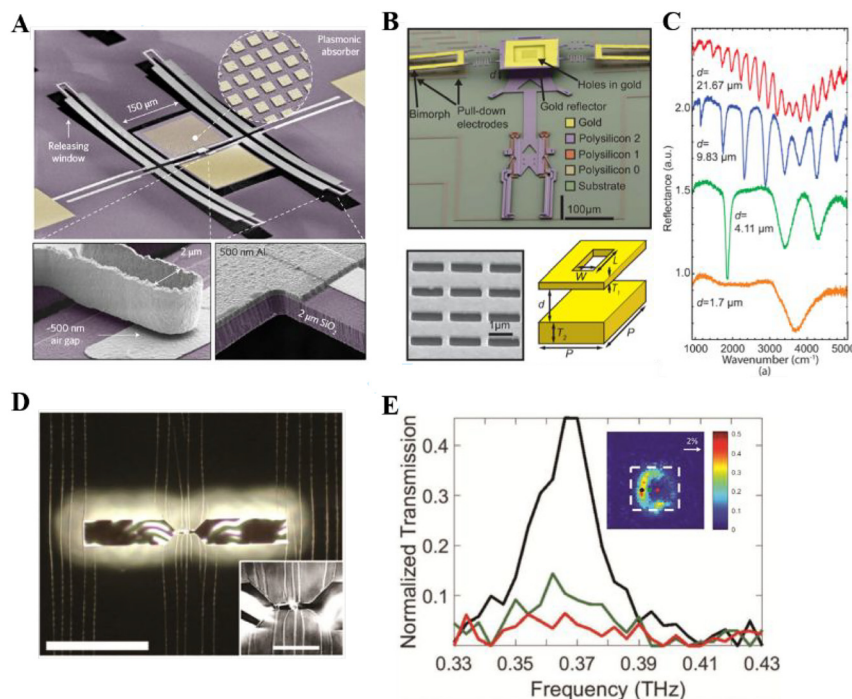 A
Plasmonic
absorber
150 μm
Releasing
window
2 μm
~500 nm
air gap
500 nm Al
2 μm SiO2
B
d
Bimorph
Pull-down
electrodes
Holes in gold
Gold reflector
Gold
Polysilicon 2
Polysilicon 1
Polysilicon 0
Substrate
100μm
1μm
L
W
T1
d
T2
P
P
C
Reflectance (a.u.)
2.0
1.5
1.0
d=
21.67 μm
d=
9.83 μm
d=
4.11 μm
d=1.7 μm
1000 2000 3000 4000 5000
Wavenumber (cm-1)
(a)
D
E
Normalized Transmission
0.4
0.3
0.2
0.1
2%
0.5
0.4
0.3
0.2
0.1
0
0.33 0.35 0.37 0.39 0.41 0.43
Frequency (THz)